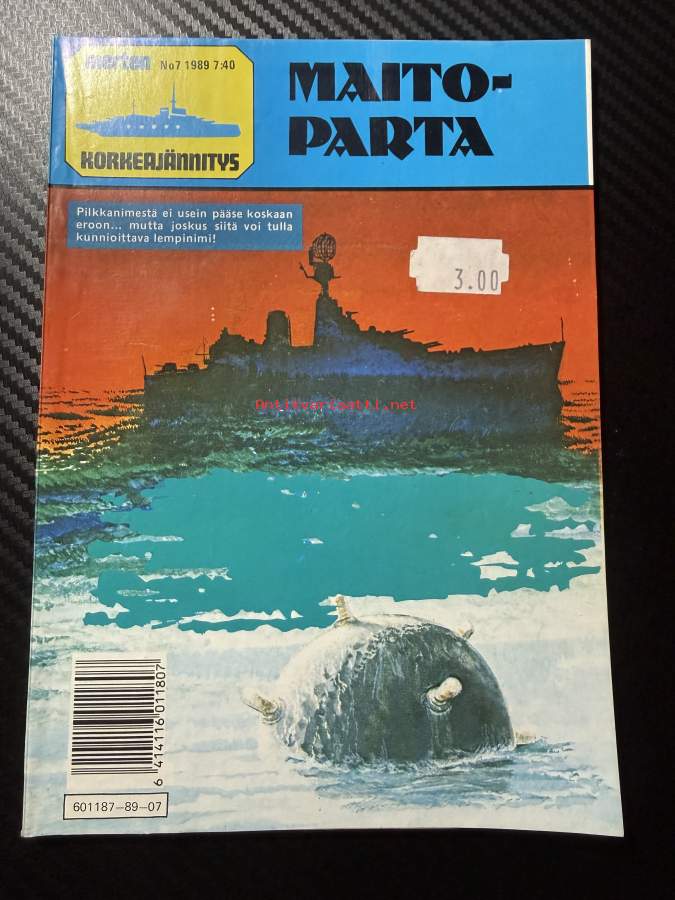 merten No7 1989 7:40
KORKEAJÄNNITYS
MAITO-
PARTA
Pilkkanimestä ei usein pääse koskaan
eroon... mutta joskus siitä voi tulla
kunnioittava lempinimi!
3.00
Antikvariaatti.net
6 414116 011807
601187-89-07